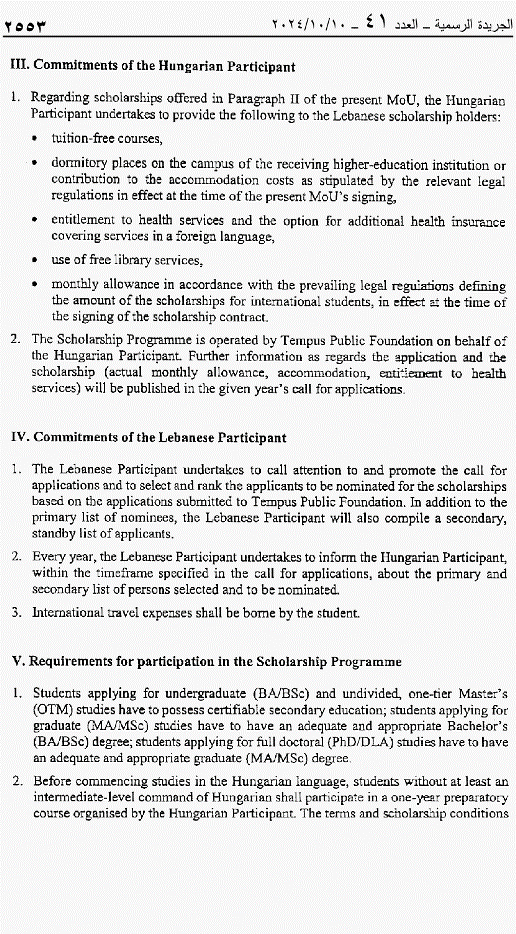 الجريدة الرسمية – العدد ٤١ – ٢٠٢٤/١٠/١٠
٢٥٥٣
III. Commitments of the Hungarian Participant
1. Regarding scholarships offered in Paragraph II of the present MoU, the Hungarian
Participant undertakes to provide the following to the Lebanese scholarship holders:
• tuition-free courses,
• dormitory places on the campus of the receiving higher-education institution or
contribution to the accommodation costs as stipulated by the relevant legal
regulations in effect at the time of the present MoU's signing,
• entitlement to health services and the option for additional health insurance
covering services in a foreign language,
• use of free library services,
• monthly allowance in accordance with the prevailing legal regulations defining
the amount of the scholarships for international students, in effect at the time of
the signing of the scholarship contract.
2. The Scholarship Programme is operated by Tempus Public Foundation on behalf of
the Hungarian Participant. Further information as regards the application and the
scholarship (actual monthly allowance, accommodation, entitlement to health
services) will be published in the given year's call for applications.
IV. Commitments of the Lebanese Participant
1. The Lebanese Participant undertakes to call attention to and promote the call for
applications and to select and rank the applicants to be nominated for the scholarships
based on the applications submitted to Tempus Public Foundation. In addition to the
primary list of nominees, the Lebanese Participant will also compile a secondary,
standby list of applicants.
2. Every year, the Lebanese Participant undertakes to inform the Hungarian Participant,
within the timeframe specified in the call for applications, about the primary and
secondary list of persons selected and to be nominated.
3. International travel expenses shall be borne by the student.
V. Requirements for participation in the Scholarship Programme
1. Students applying for undergraduate (BA/BSc) and undivided, one-tier Master's
(OTM) studies have to possess certifiable secondary education; students applying for
graduate (MA/MSc) studies have to have an adequate and appropriate Bachelor's
(BA/BSc) degree; students applying for full doctoral (PhD/DLA) studies have to have
an adequate and appropriate graduate (MA/MSc) degree.
2. Before commencing studies in the Hungarian language, students without at least an
intermediate-level command of Hungarian shall participate in a one-year preparatory
course organised by the Hungarian Participant. The terms and scholarship conditions